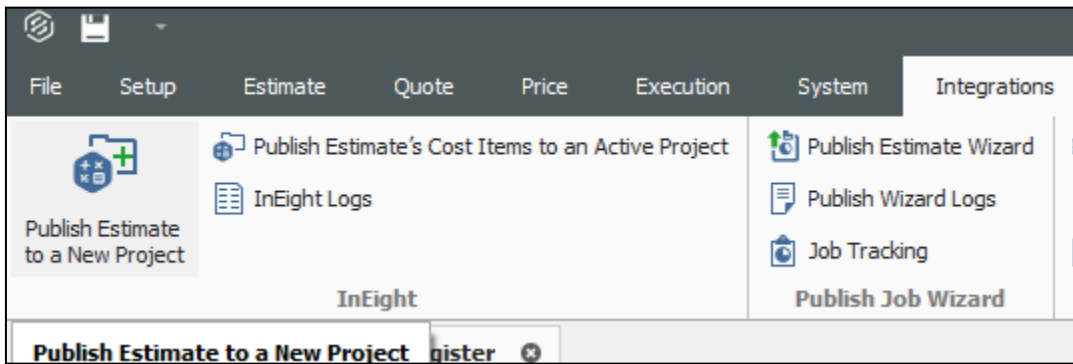 File Setup Estimate Quote Price Execution System Integrations
Publish Estimate's Cost Items to an Active Project
InEight Logs
Publish Estimate
to a New Project
InEight
Publish Estimate Wizard
Publish Wizard Logs
Job Tracking
Publish Job Wizard
Publish Estimate to a New Project
gister